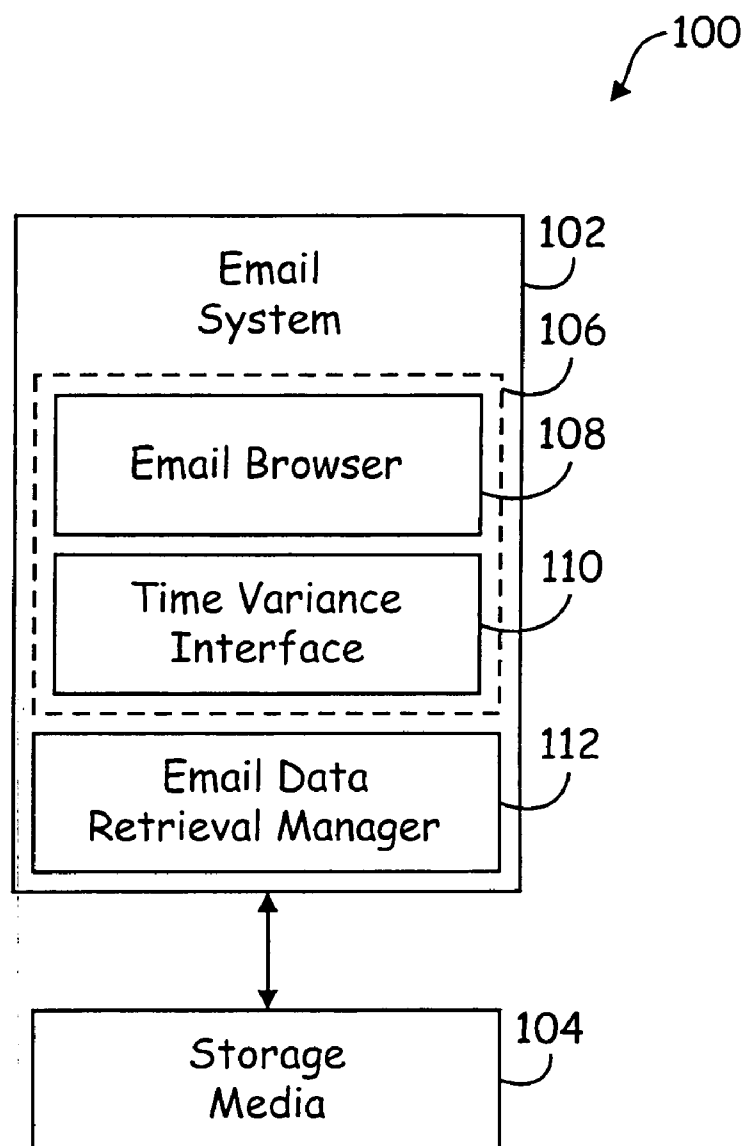 100
102
Email
System
106
108
Email Browser
110
Time Variance
Interface
112
Email Data
Retrieval Manager
104
Storage
Media